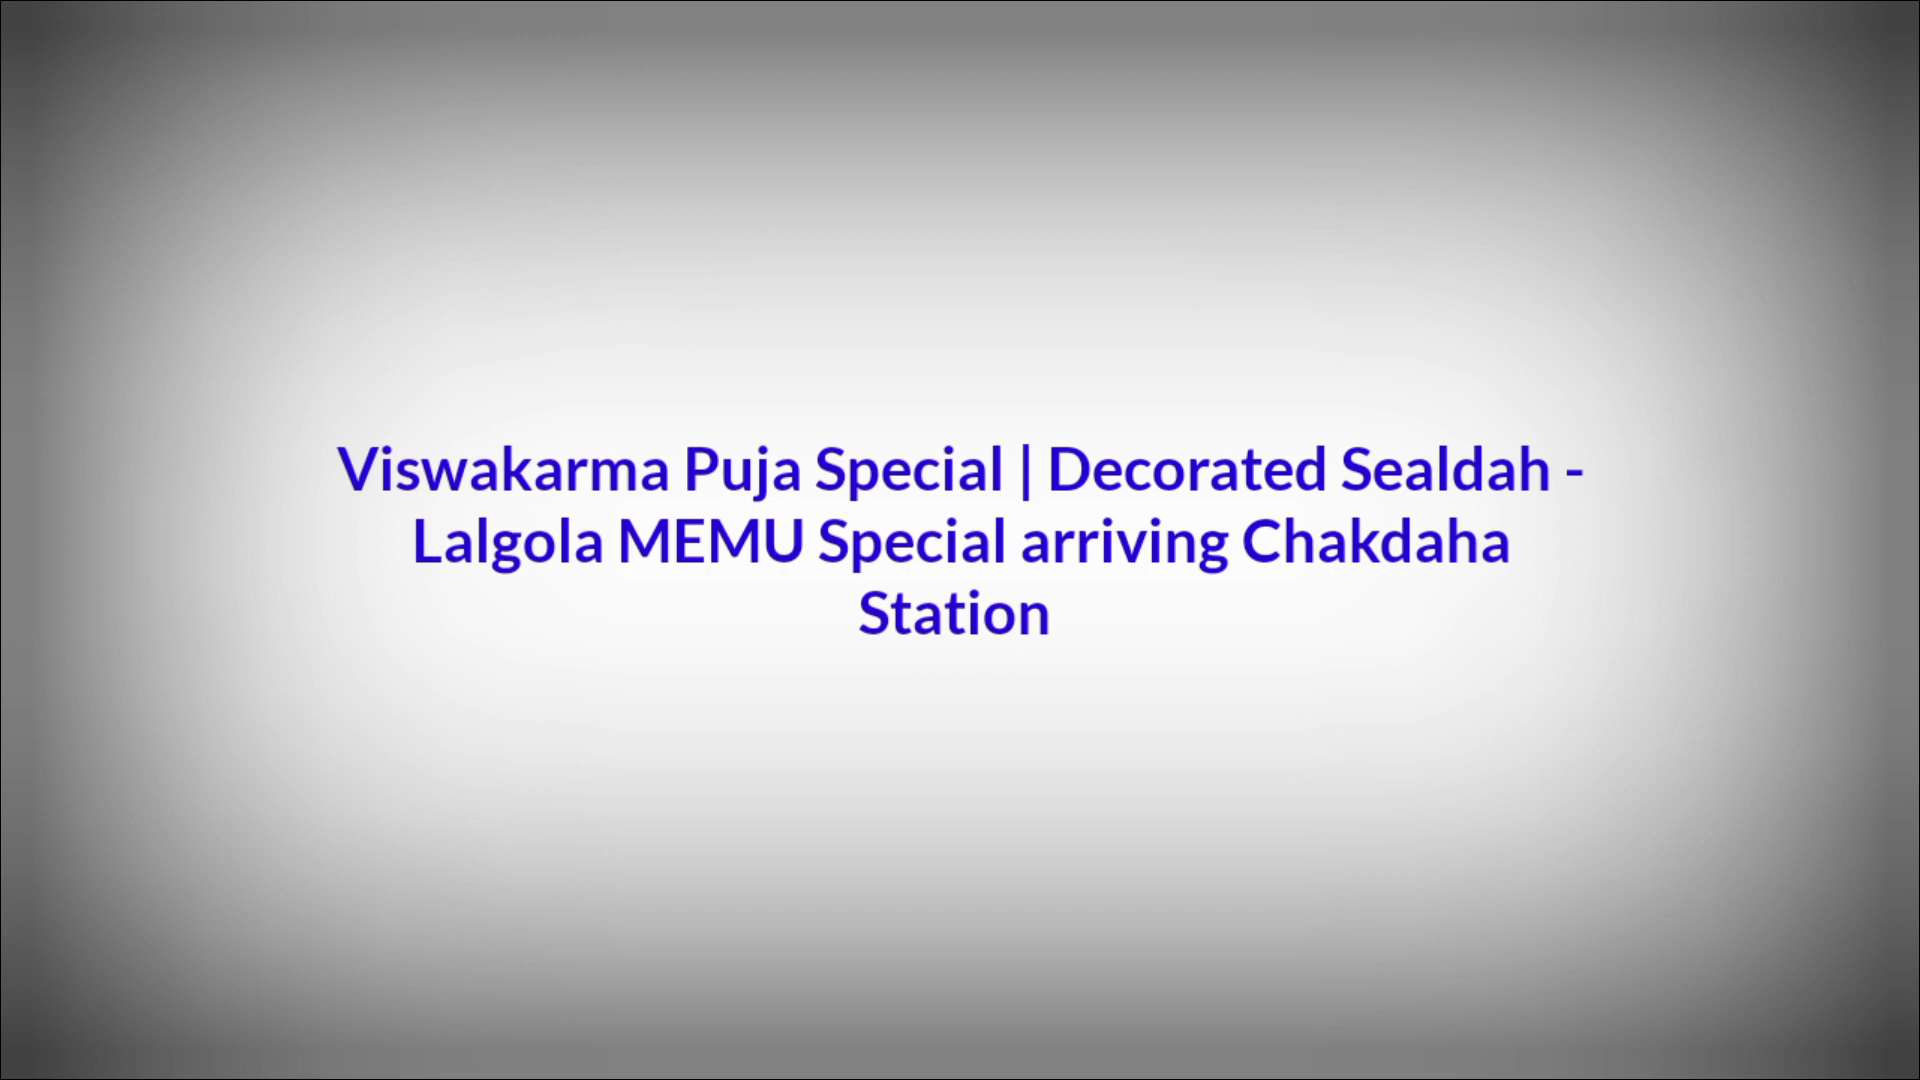 Viswakarma Puja Special | Decorated Sealdah -
Lalgola MEMU Special arriving Chakdaha
Station